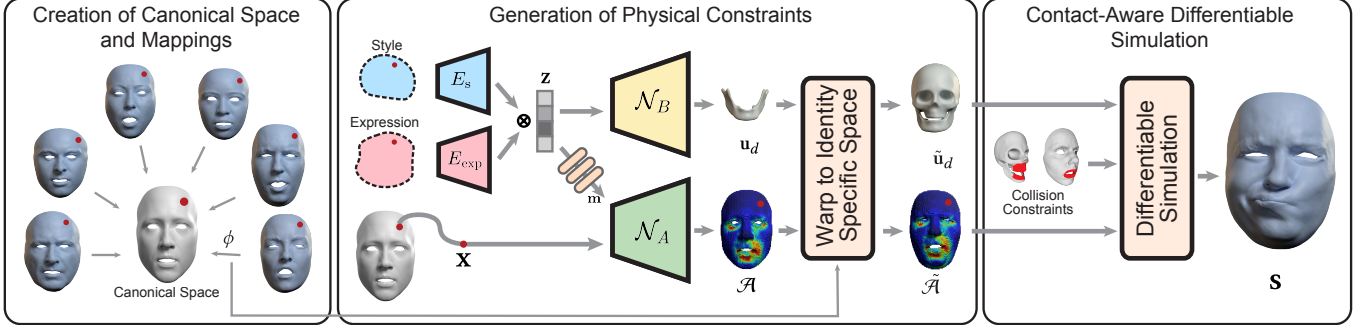 Creation of Canonical Space
and Mappings
ϕ
Canonical Space
Generation of Physical Constraints
Style
E_s
Expression
E_exp
⊗
z
m
x
𝒩_B
𝒩_A
u_d
𝒜
Warp to Identity
Specific Space
ũ_d
𝒜̃
Contact-Aware Differentiable
Simulation
Collision
Constraints
Differentiable
Simulation
s